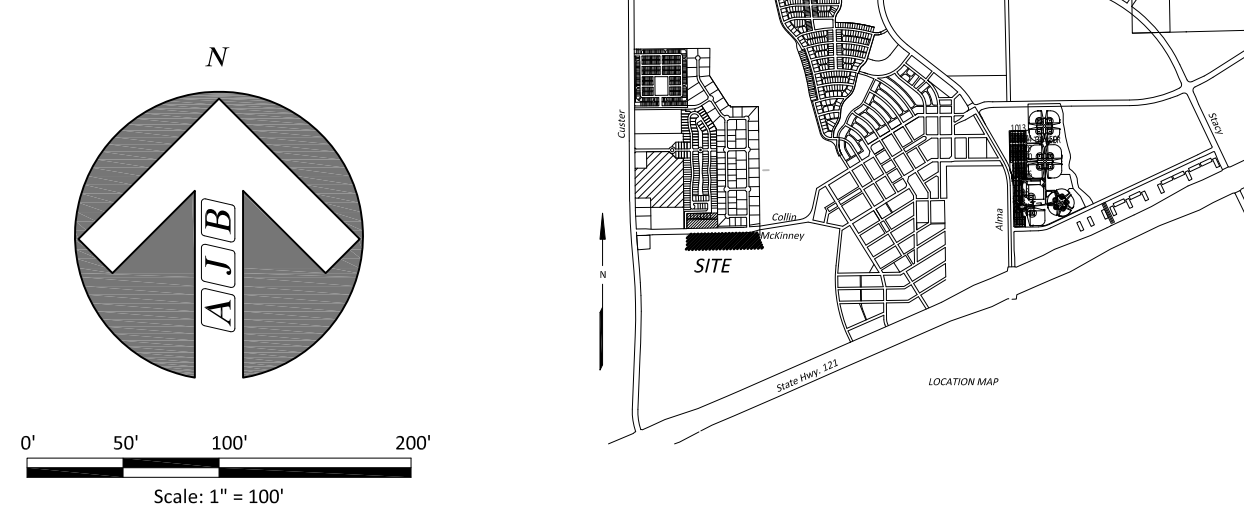 N
A J B
0' 50' 100' 200'
Scale: 1" = 100'
Custer
Stacy
Alma
Collin
McKinney
SITE
N
State Hwy. 121
LOCATION MAP